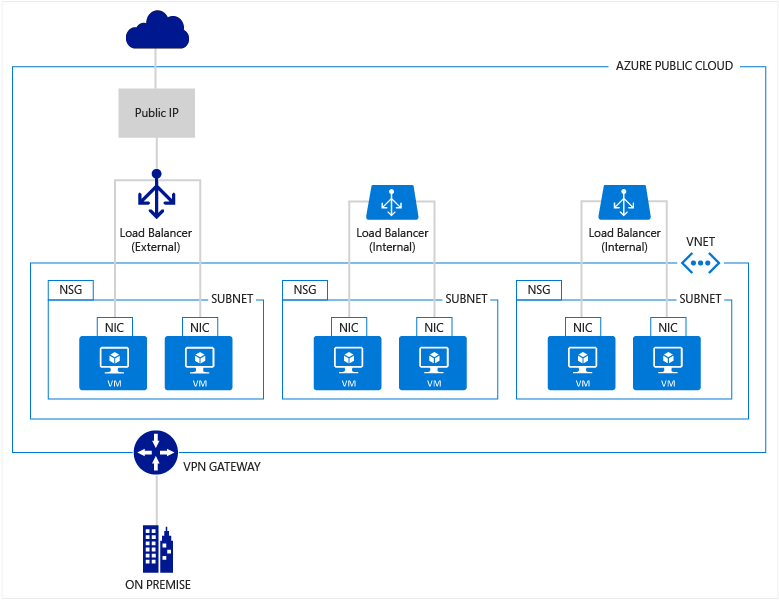 AZURE PUBLIC CLOUD
Public IP
Load Balancer
(External)
Load Balancer
(Internal)
Load Balancer
(Internal)
VNET
NSG
SUBNET
NIC
NIC
VM
VM
NSG
SUBNET
NIC
NIC
VM
VM
NSG
SUBNET
NIC
NIC
VM
VM
VPN GATEWAY
ON PREMISE